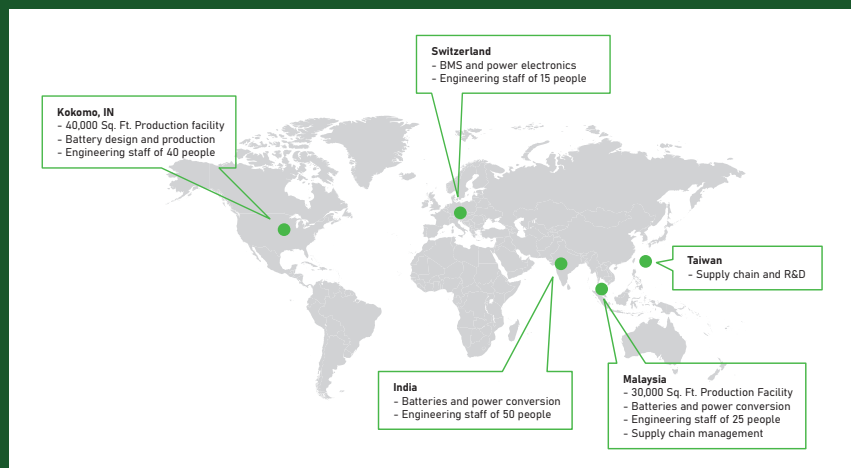 Switzerland
- BMS and power electronics
- Engineering staff of 15 people
Kokomo, IN
- 40,000 Sq. Ft. Production facility
- Battery design and production
- Engineering staff of 40 people
Taiwan
- Supply chain and R&D
India
- Batteries and power conversion
- Engineering staff of 50 people
Malaysia
- 30,000 Sq. Ft. Production Facility
- Batteries and power conversion
- Engineering staff of 25 people
- Supply chain management